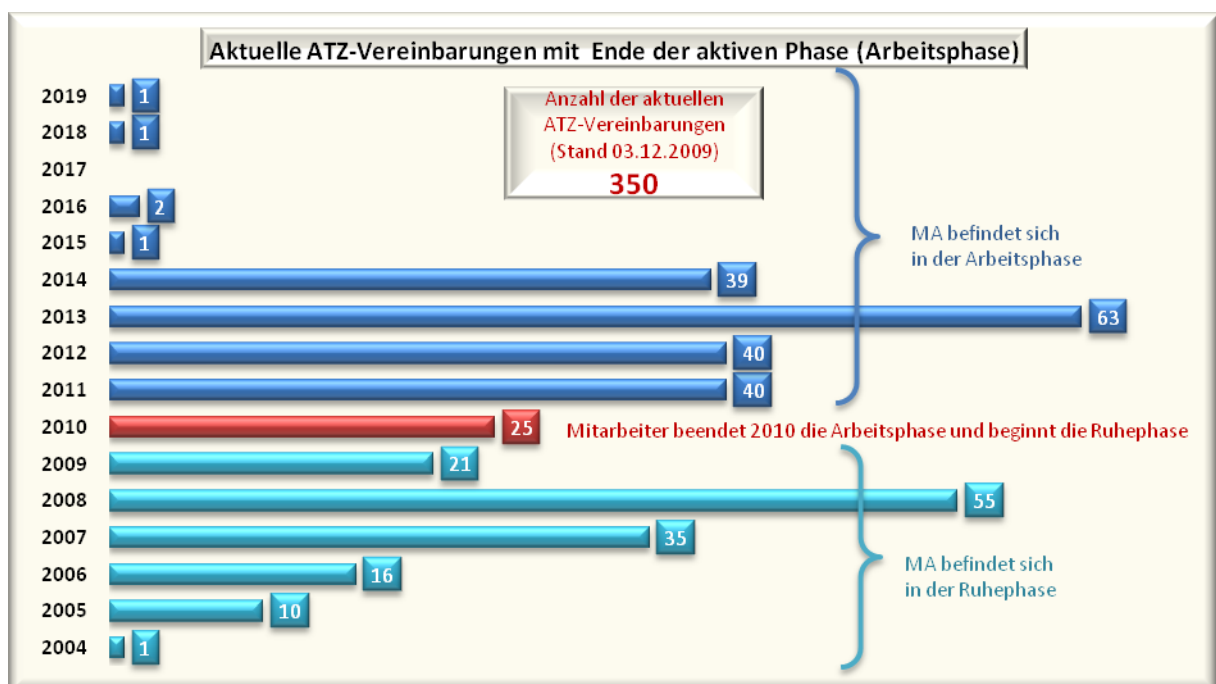 Aktuelle ATZ-Vereinbarungen mit Ende der aktiven Phase (Arbeitsphase)
Anzahl der aktuellen
ATZ-Vereinbarungen
(Stand 03.12.2009)
350
2019 1
2018 1
2017
2016 2
2015 1
2014 39
2013 63
2012 40
2011 40
MA befindet sich
in der Arbeitsphase
2010 25 Mitarbeiter beendet 2010 die Arbeitsphase und beginnt die Ruhephase
2009 21
2008 55
2007 35
2006 16
2005 10
2004 1
MA befindet sich
in der Ruhephase